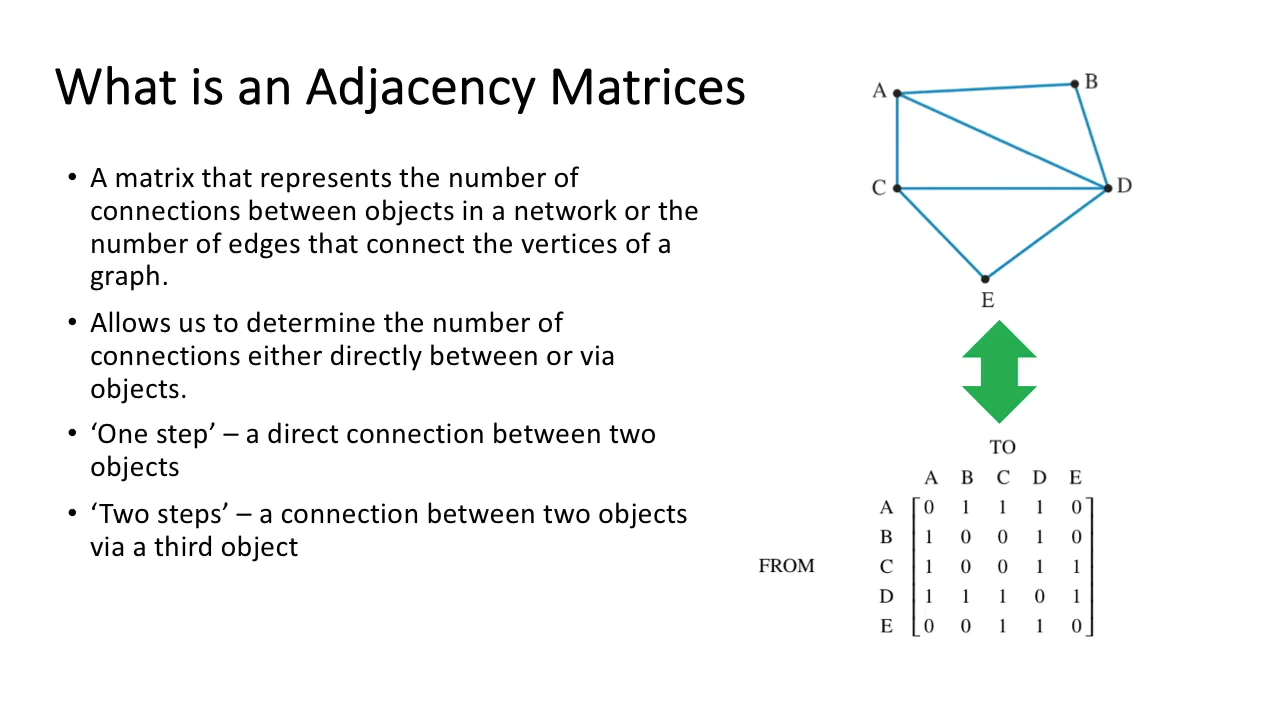 What is an Adjacency Matrices
• A matrix that represents the number of
connections between objects in a network or the
number of edges that connect the vertices of a
graph.
• Allows us to determine the number of
connections either directly between or via
objects.
• ‘One step’ – a direct connection between two
objects
• ‘Two steps’ – a connection between two objects
via a third object
A
B
C
D
E
TO
A B C D E
A 0 1 1 1 0
B 1 0 0 1 0
FROM C 1 0 0 1 1
D 1 1 1 0 1
E 0 0 1 1 0